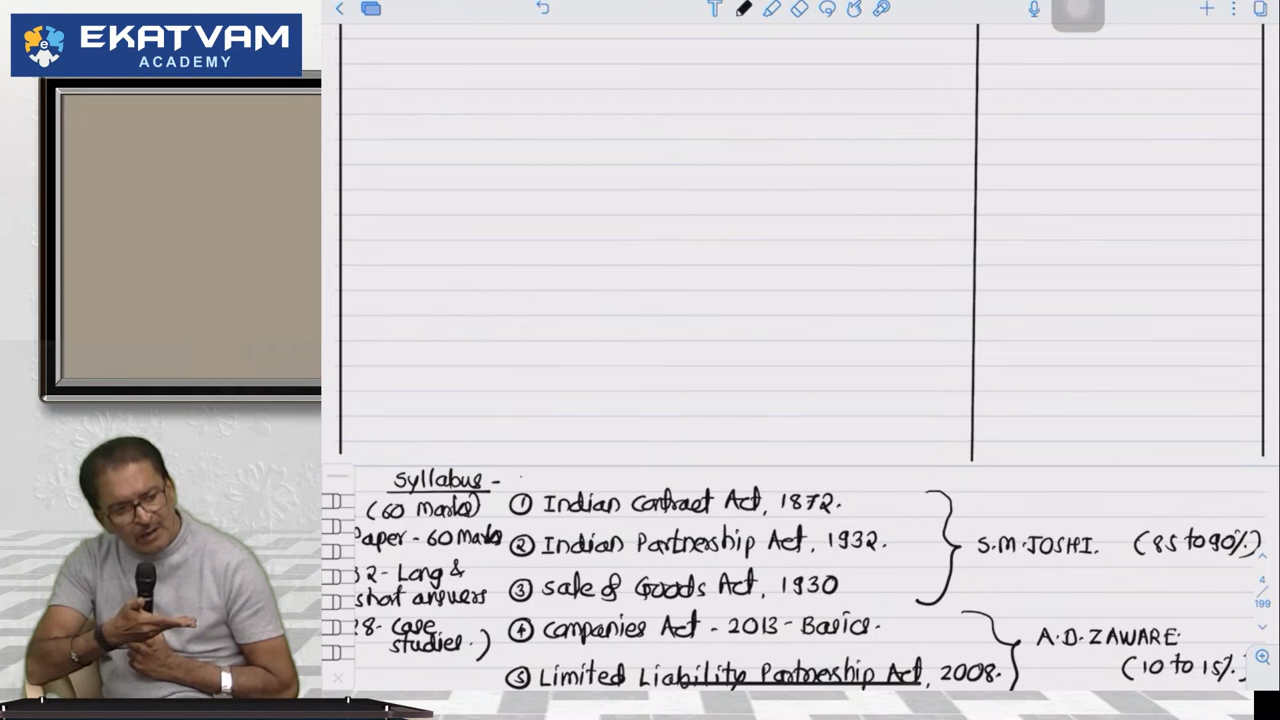 EKATVAM
ACADEMY
Syllabus -
(60 Marks)
Paper - 60 Marks
32 - Long &
short answers
28 - case
studies.)
① Indian Contract Act, 1872.
② Indian Partnership Act, 1932.
③ Sale of Goods Act, 1930
S.M. JOSHI. (85 to 90%)
④ Companies Act - 2013 - Basics.
⑤ Limited Liability Partnership Act, 2008.
A.D. ZAWARE.
(10 to 15%)
4
199